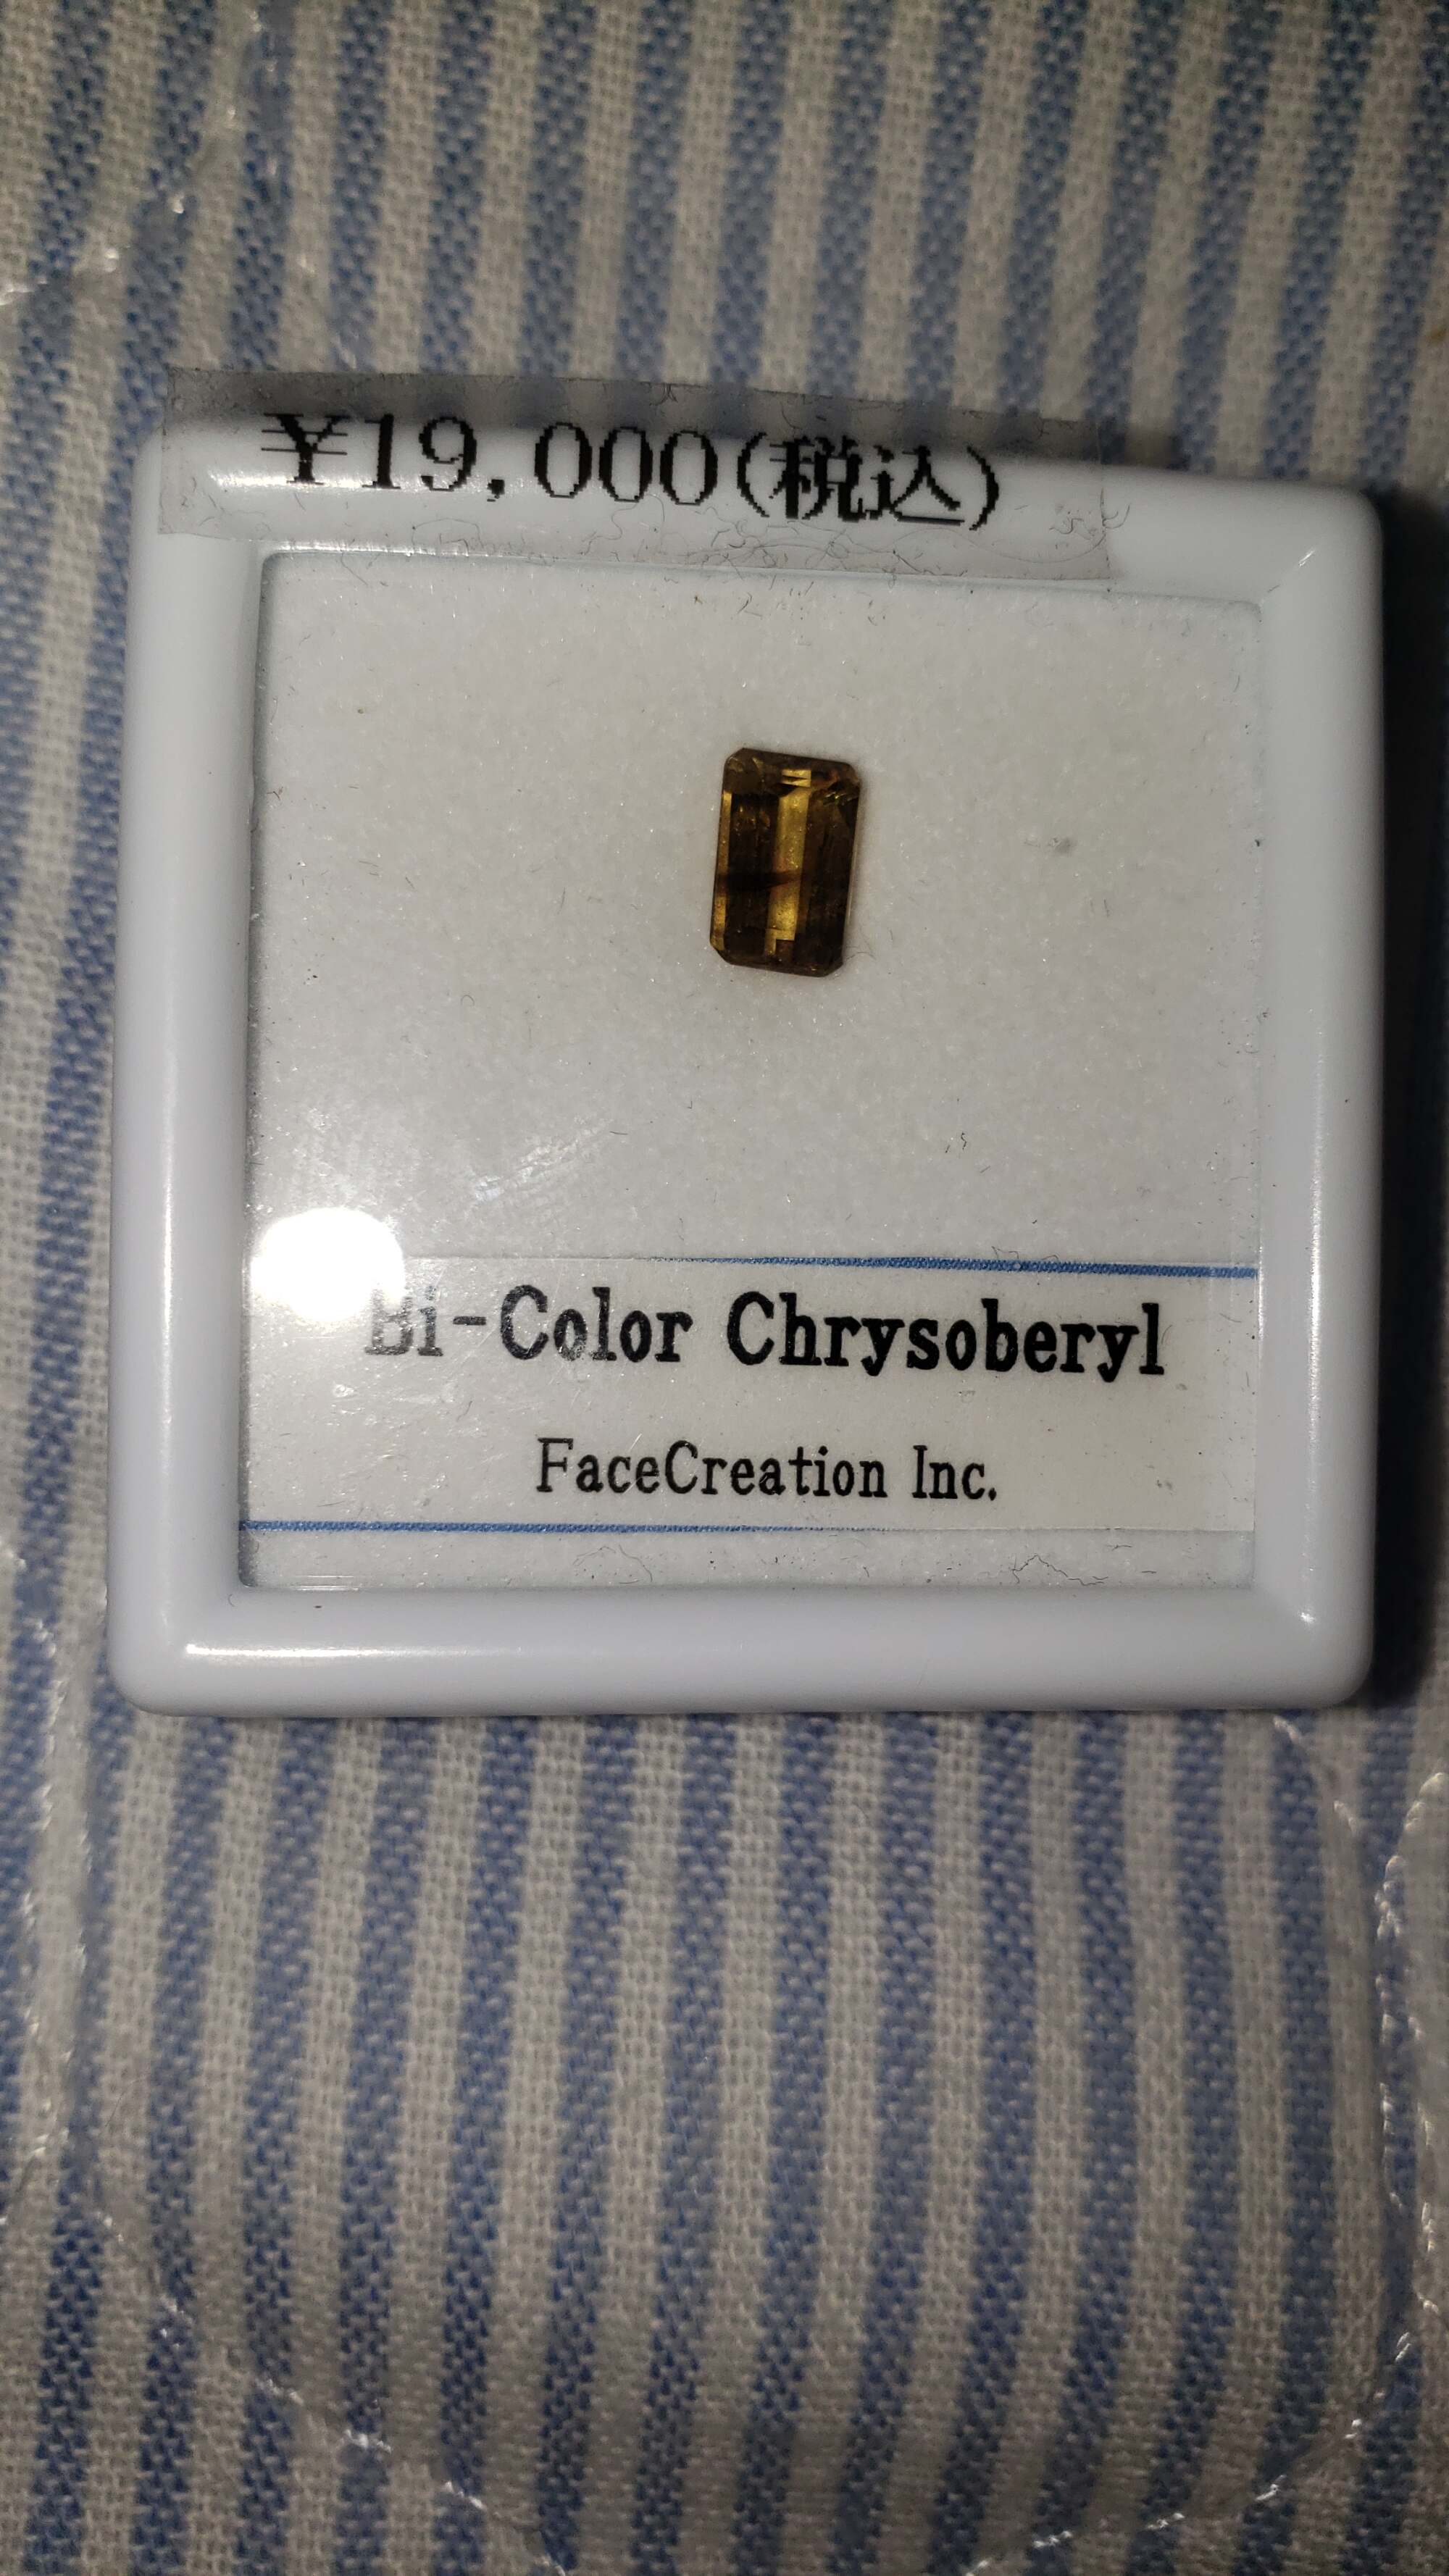 ¥19,000(税込)
Bi-Color Chrysoberyl
FaceCreation Inc.